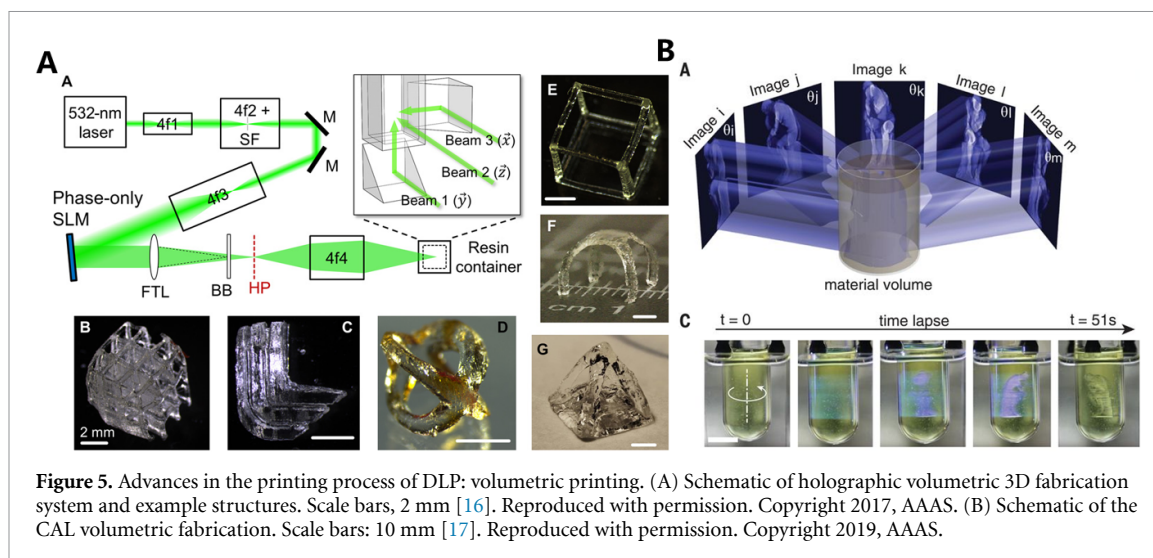 A
A
532-nm
laser
4f1
4f2 +
SF
M
M
4f3
Phase-only
SLM
FTL
BB
HP
4f4
Resin
container
Beam 3 (x⃗)
Beam 2 (z⃗)
Beam 1 (y⃗)
B
2 mm
C
D
E
F
cm 1
G
B
A
Image i
θi
Image j
θj
Image k
θk
Image l
θl
Image m
θm
material volume
C
t = 0
time lapse
t = 51s
Figure 5. Advances in the printing process of DLP: volumetric printing. (A) Schematic of holographic volumetric 3D fabrication
system and example structures. Scale bars, 2 mm [16]. Reproduced with permission. Copyright 2017, AAAS. (B) Schematic of the
CAL volumetric fabrication. Scale bars: 10 mm [17]. Reproduced with permission. Copyright 2019, AAAS.